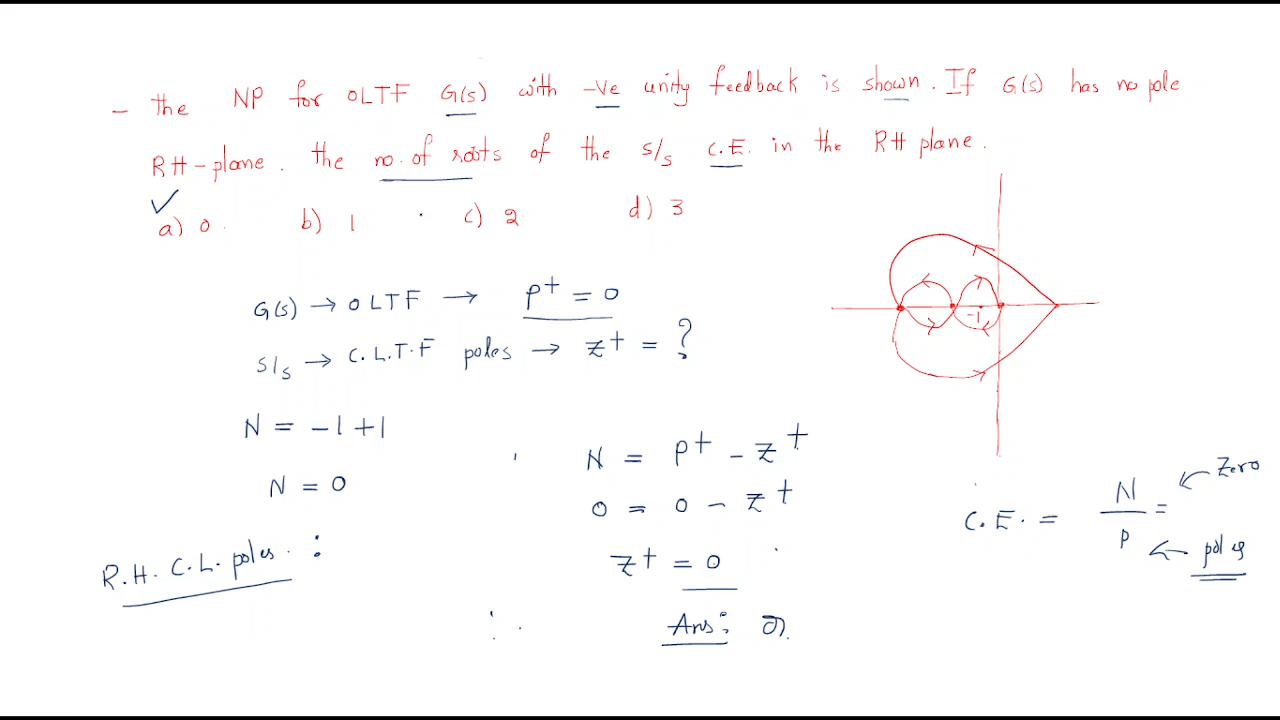 - the NP for OLTF G(s) with -Ve unity feedback is shown. If G(s) has no pole
RH-plane. the no. of roots of the s/s C.E. in the RH plane.
✓
a) 0. b) 1 c) 2 d) 3
G(s) → OLTF → P+ = 0
s/s → C.L.T.F poles → Z+ = ?
-1
N = -1+1
N = P+ - Z+
N = 0
0 = 0 - Z+
C.E. = N/P = ← Zero
← poles
R.H. C.L. poles. :
Z+ = 0
∴ Ans: 0.